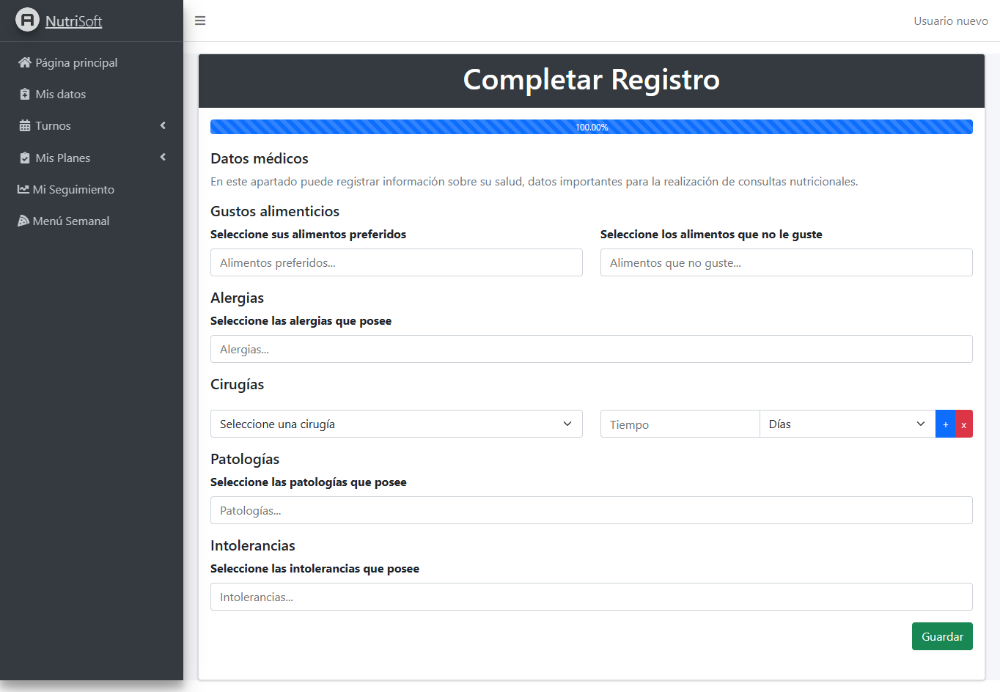 NutriSoft
Usuario nuevo
Página principal
Mis datos
Turnos
Mis Planes
Mi Seguimiento
Menú Semanal
Completar Registro
100.00%
Datos médicos
En este apartado puede registrar información sobre su salud, datos importantes para la realización de consultas nutricionales.
Gustos alimenticios
Seleccione sus alimentos preferidos
Alimentos preferidos...
Seleccione los alimentos que no le guste
Alimentos que no guste...
Alergias
Seleccione las alergias que posee
Alergias...
Cirugías
Seleccione una cirugía
Tiempo
Días
+
x
Patologías
Seleccione las patologías que posee
Patologías...
Intolerancias
Seleccione las intolerancias que posee
Intolerancias...
Guardar